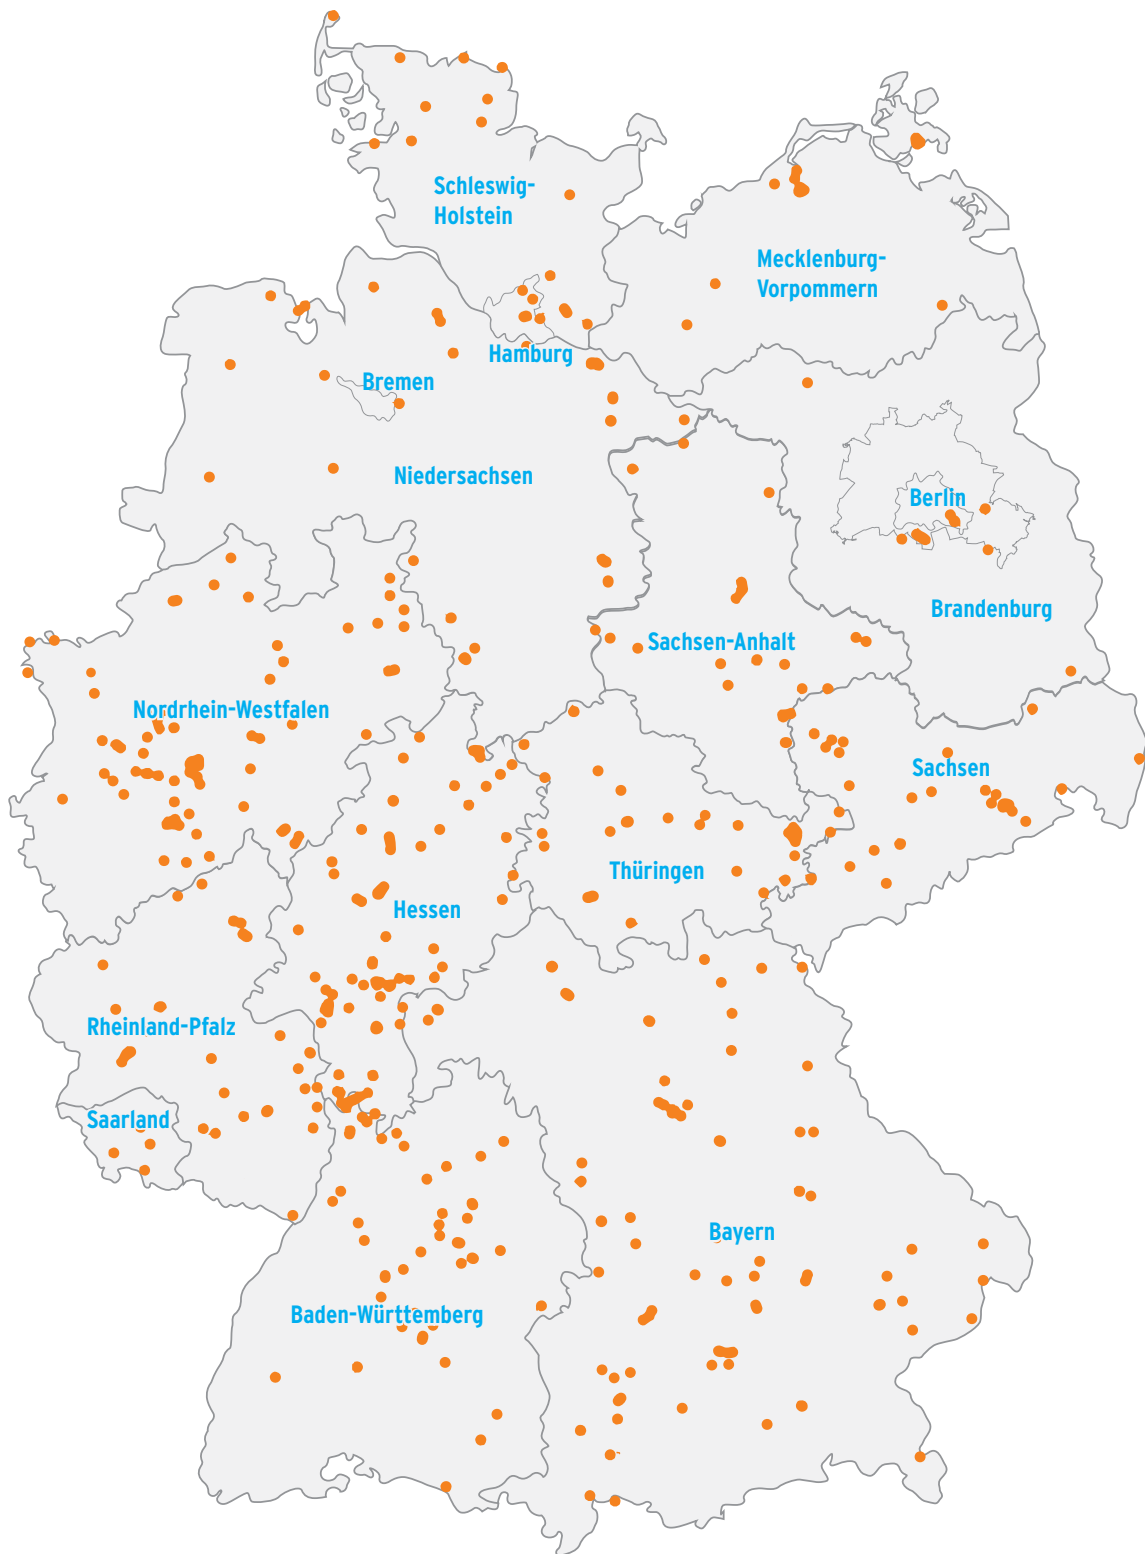 Schleswig-
Holstein
Mecklenburg-
Vorpommern
Hamburg
Bremen
Niedersachsen
Berlin
Brandenburg
Sachsen-Anhalt
Nordrhein-Westfalen
Sachsen
Thüringen
Hessen
Rheinland-Pfalz
Saarland
Bayern
Baden-Württemberg